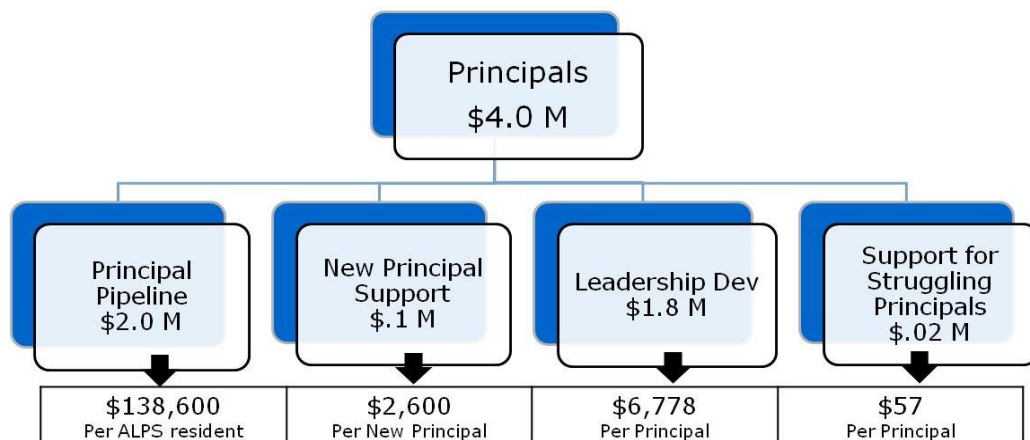 Principals
$4.0 M
Principal
Pipeline
$2.0 M
New Principal
Support
$.1 M
Leadership Dev
$1.8 M
Support for
Struggling
Principals
$.02 M
$138,600
Per ALPS resident
$2,600
Per New Principal
$6,778
Per Principal
$57
Per Principal